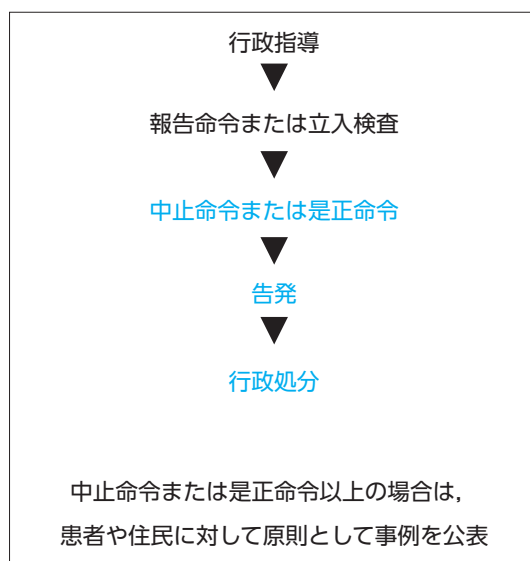 行政指導
報告命令または立入検査
中止命令または是正命令
告発
行政処分
中止命令または是正命令以上の場合は，
患者や住民に対して原則として事例を公表